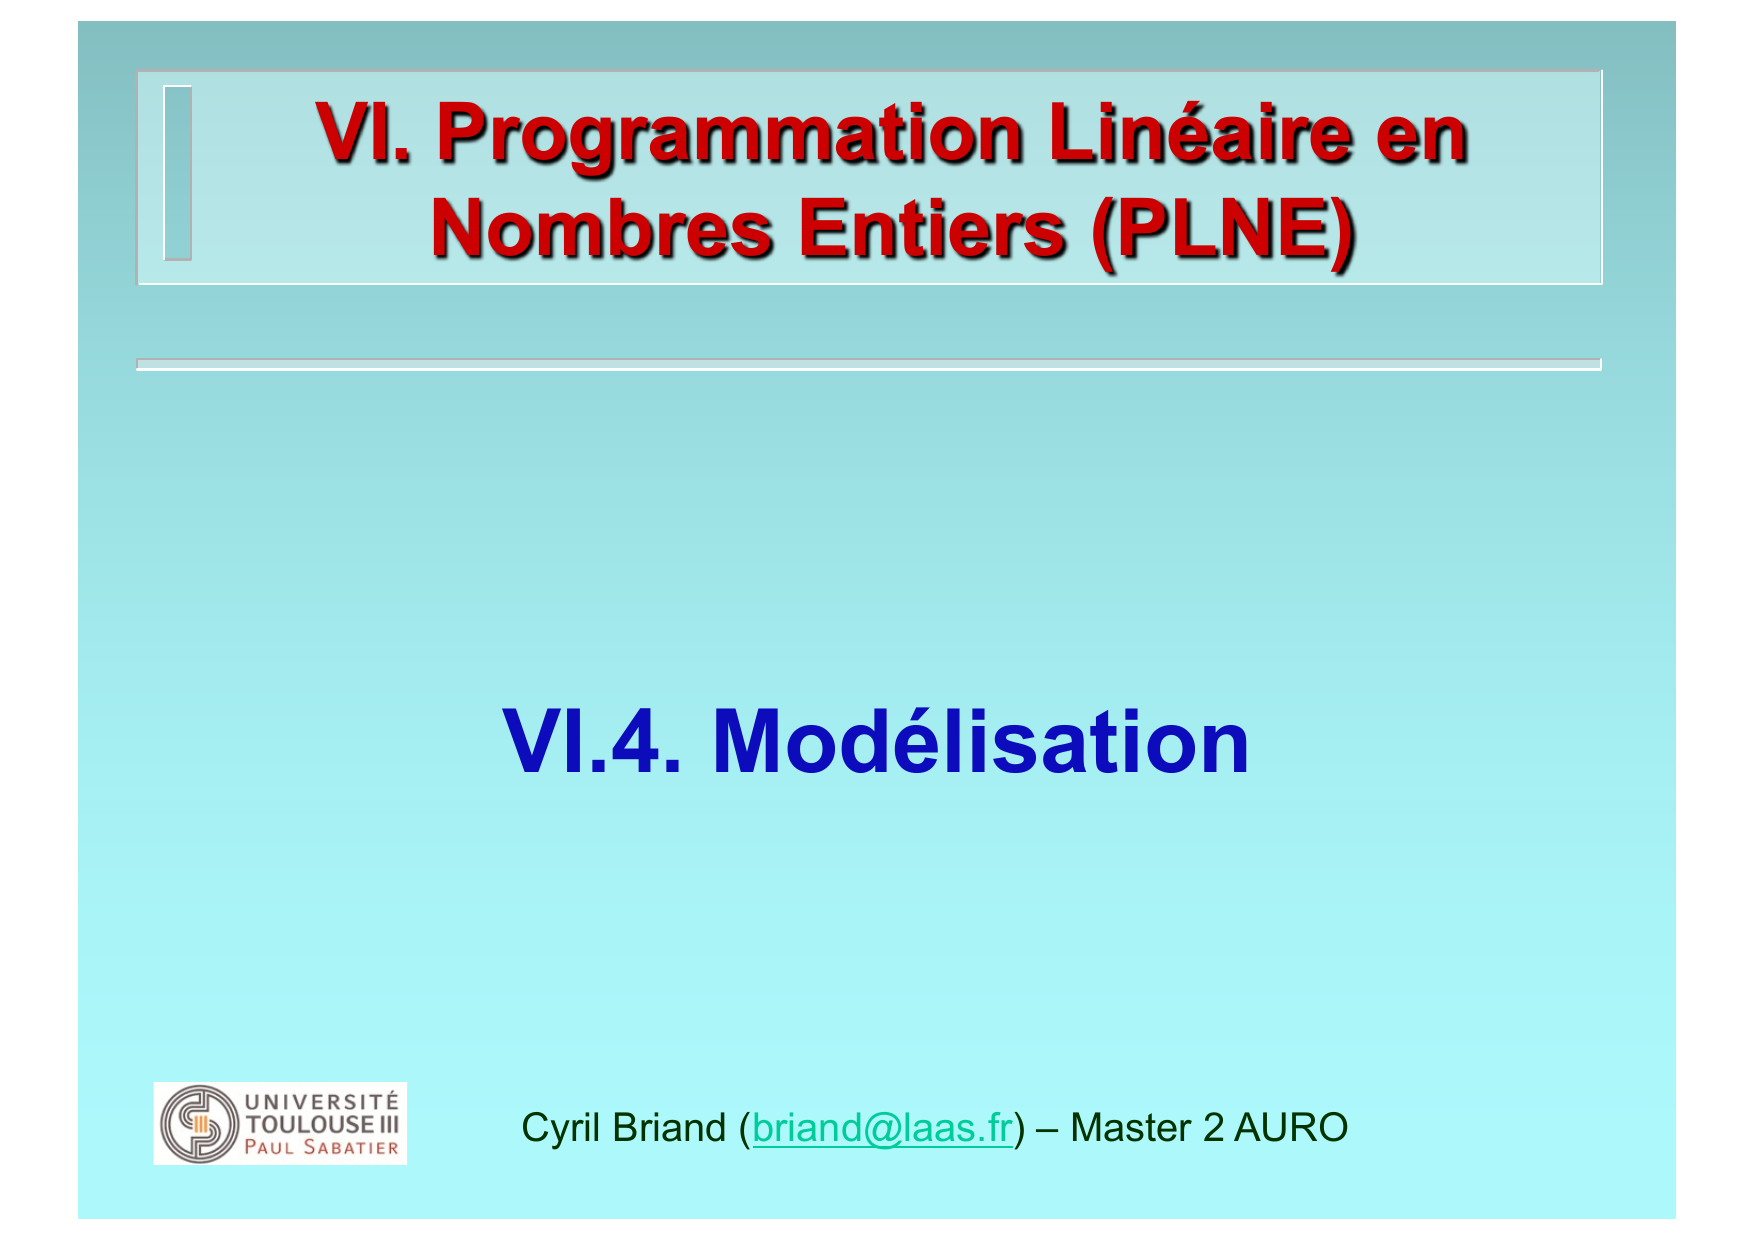 VI. Programmation Linéaire en
Nombres Entiers (PLNE)
VI.4. Modélisation
UNIVERSITÉ
TOULOUSE III
PAUL SABATIER
Cyril Briand (briand@laas.fr) – Master 2 AURO